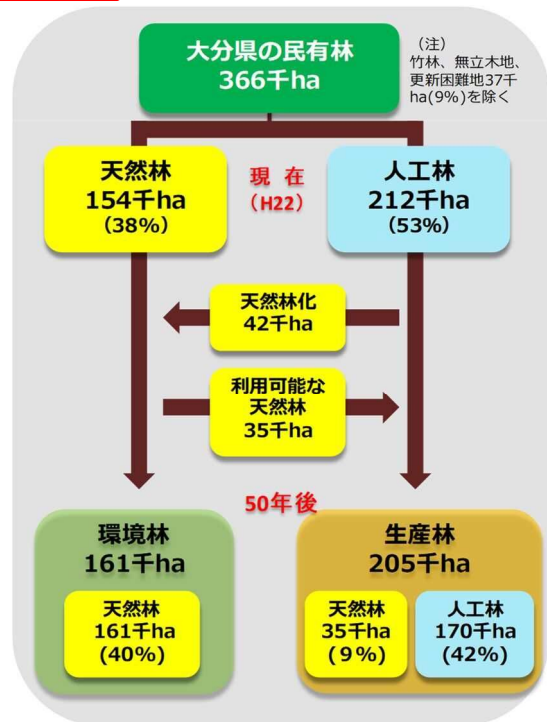 大分県の民有林
366千ha
（注）
竹林、無立木地、
更新困難地37千
ha(9%)を除く
天然林
154千ha
(38%)
現 在
（H22）
人工林
212千ha
(53%)
天然林化
42千ha
利用可能な
天然林
35千ha
50年後
環境林
161千ha
天然林
161千ha
(40%)
生産林
205千ha
天然林
35千ha
( 9% )
人工林
170千ha
(42%)